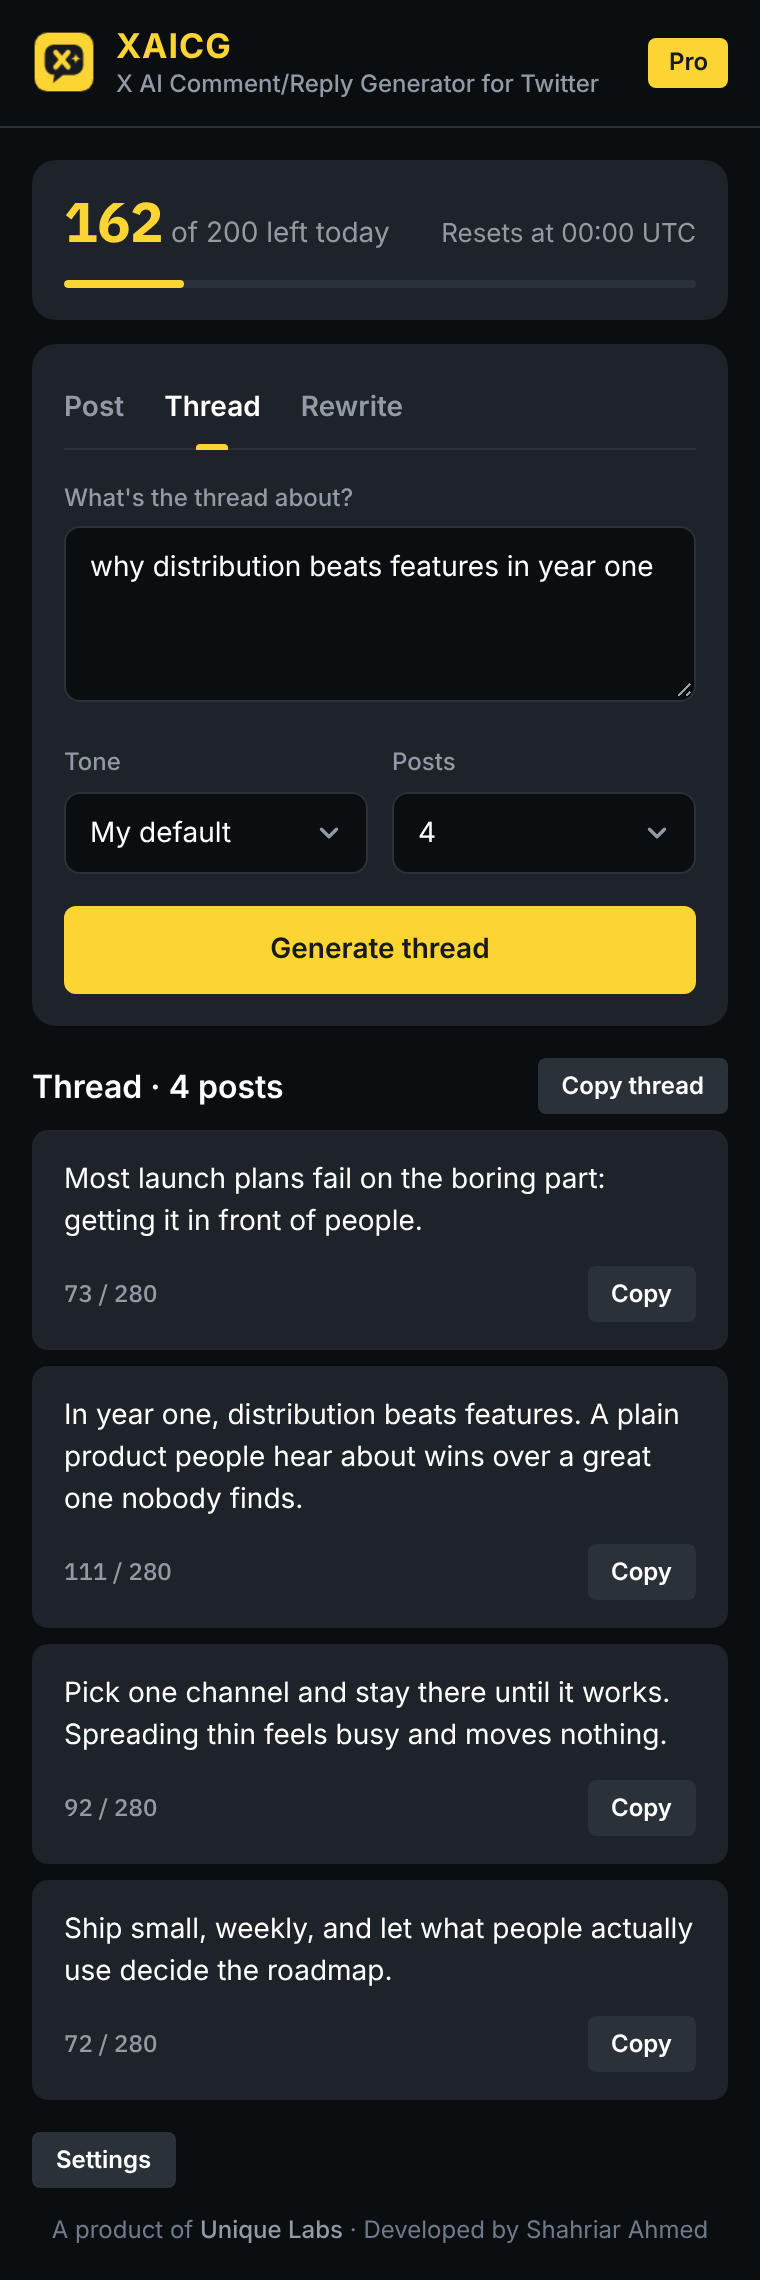 XAICG
X AI Comment/Reply Generator for Twitter
Pro
162 of 200 left today
Resets at 00:00 UTC
Post
Thread
Rewrite
What's the thread about?
why distribution beats features in year one
Tone
Posts
My default
4
Generate thread
Thread · 4 posts
Copy thread
Most launch plans fail on the boring part:
getting it in front of people.
73 / 280
Copy
In year one, distribution beats features. A plain
product people hear about wins over a great
one nobody finds.
111 / 280
Copy
Pick one channel and stay there until it works.
Spreading thin feels busy and moves nothing.
92 / 280
Copy
Ship small, weekly, and let what people actually
use decide the roadmap.
72 / 280
Copy
Settings
A product of Unique Labs · Developed by Shahriar Ahmed